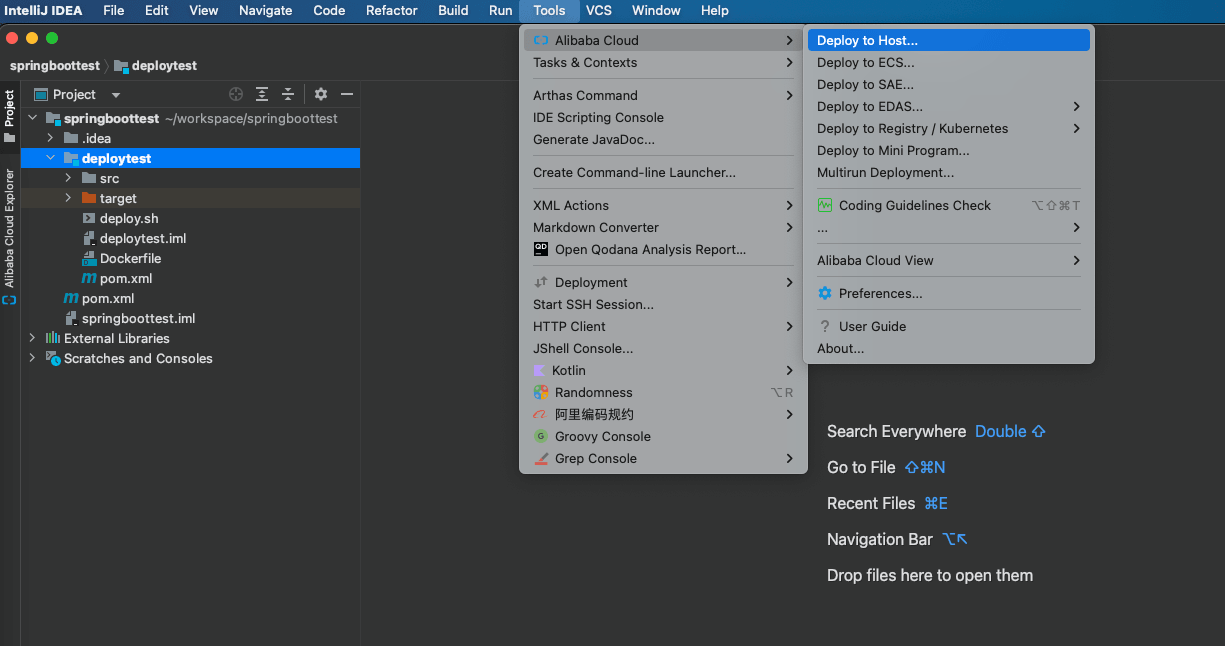 IntelliJ IDEA File Edit View Navigate Code Refactor Build Run Tools VCS Window Help
springboottest deploytest
Project
springboottest ~/workspace/springboottest
.idea
deploytest
src
target
deploy.sh
deploytest.iml
Dockerfile
pom.xml
pom.xml
springboottest.iml
External Libraries
Scratches and Consoles
Project
Alibaba Cloud Explorer
Alibaba Cloud
Tasks & Contexts
Arthas Command
IDE Scripting Console
Generate JavaDoc...
Create Command-line Launcher...
XML Actions
Markdown Converter
QD Open Qodana Analysis Report...
Deployment
Start SSH Session...
HTTP Client
JShell Console...
Kotlin
Randomness ⌥R
阿里编码规约
G Groovy Console
Grep Console
Deploy to Host...
Deploy to ECS...
Deploy to SAE...
Deploy to EDAS...
Deploy to Registry / Kubernetes
Deploy to Mini Program...
Multirun Deployment...
Coding Guidelines Check ⌥⇧⌘T
...
Alibaba Cloud View
Preferences...
? User Guide
About...
Search Everywhere Double ⇧
Go to File ⇧⌘N
Recent Files ⌘E
Navigation Bar ⌥↖
Drop files here to open them